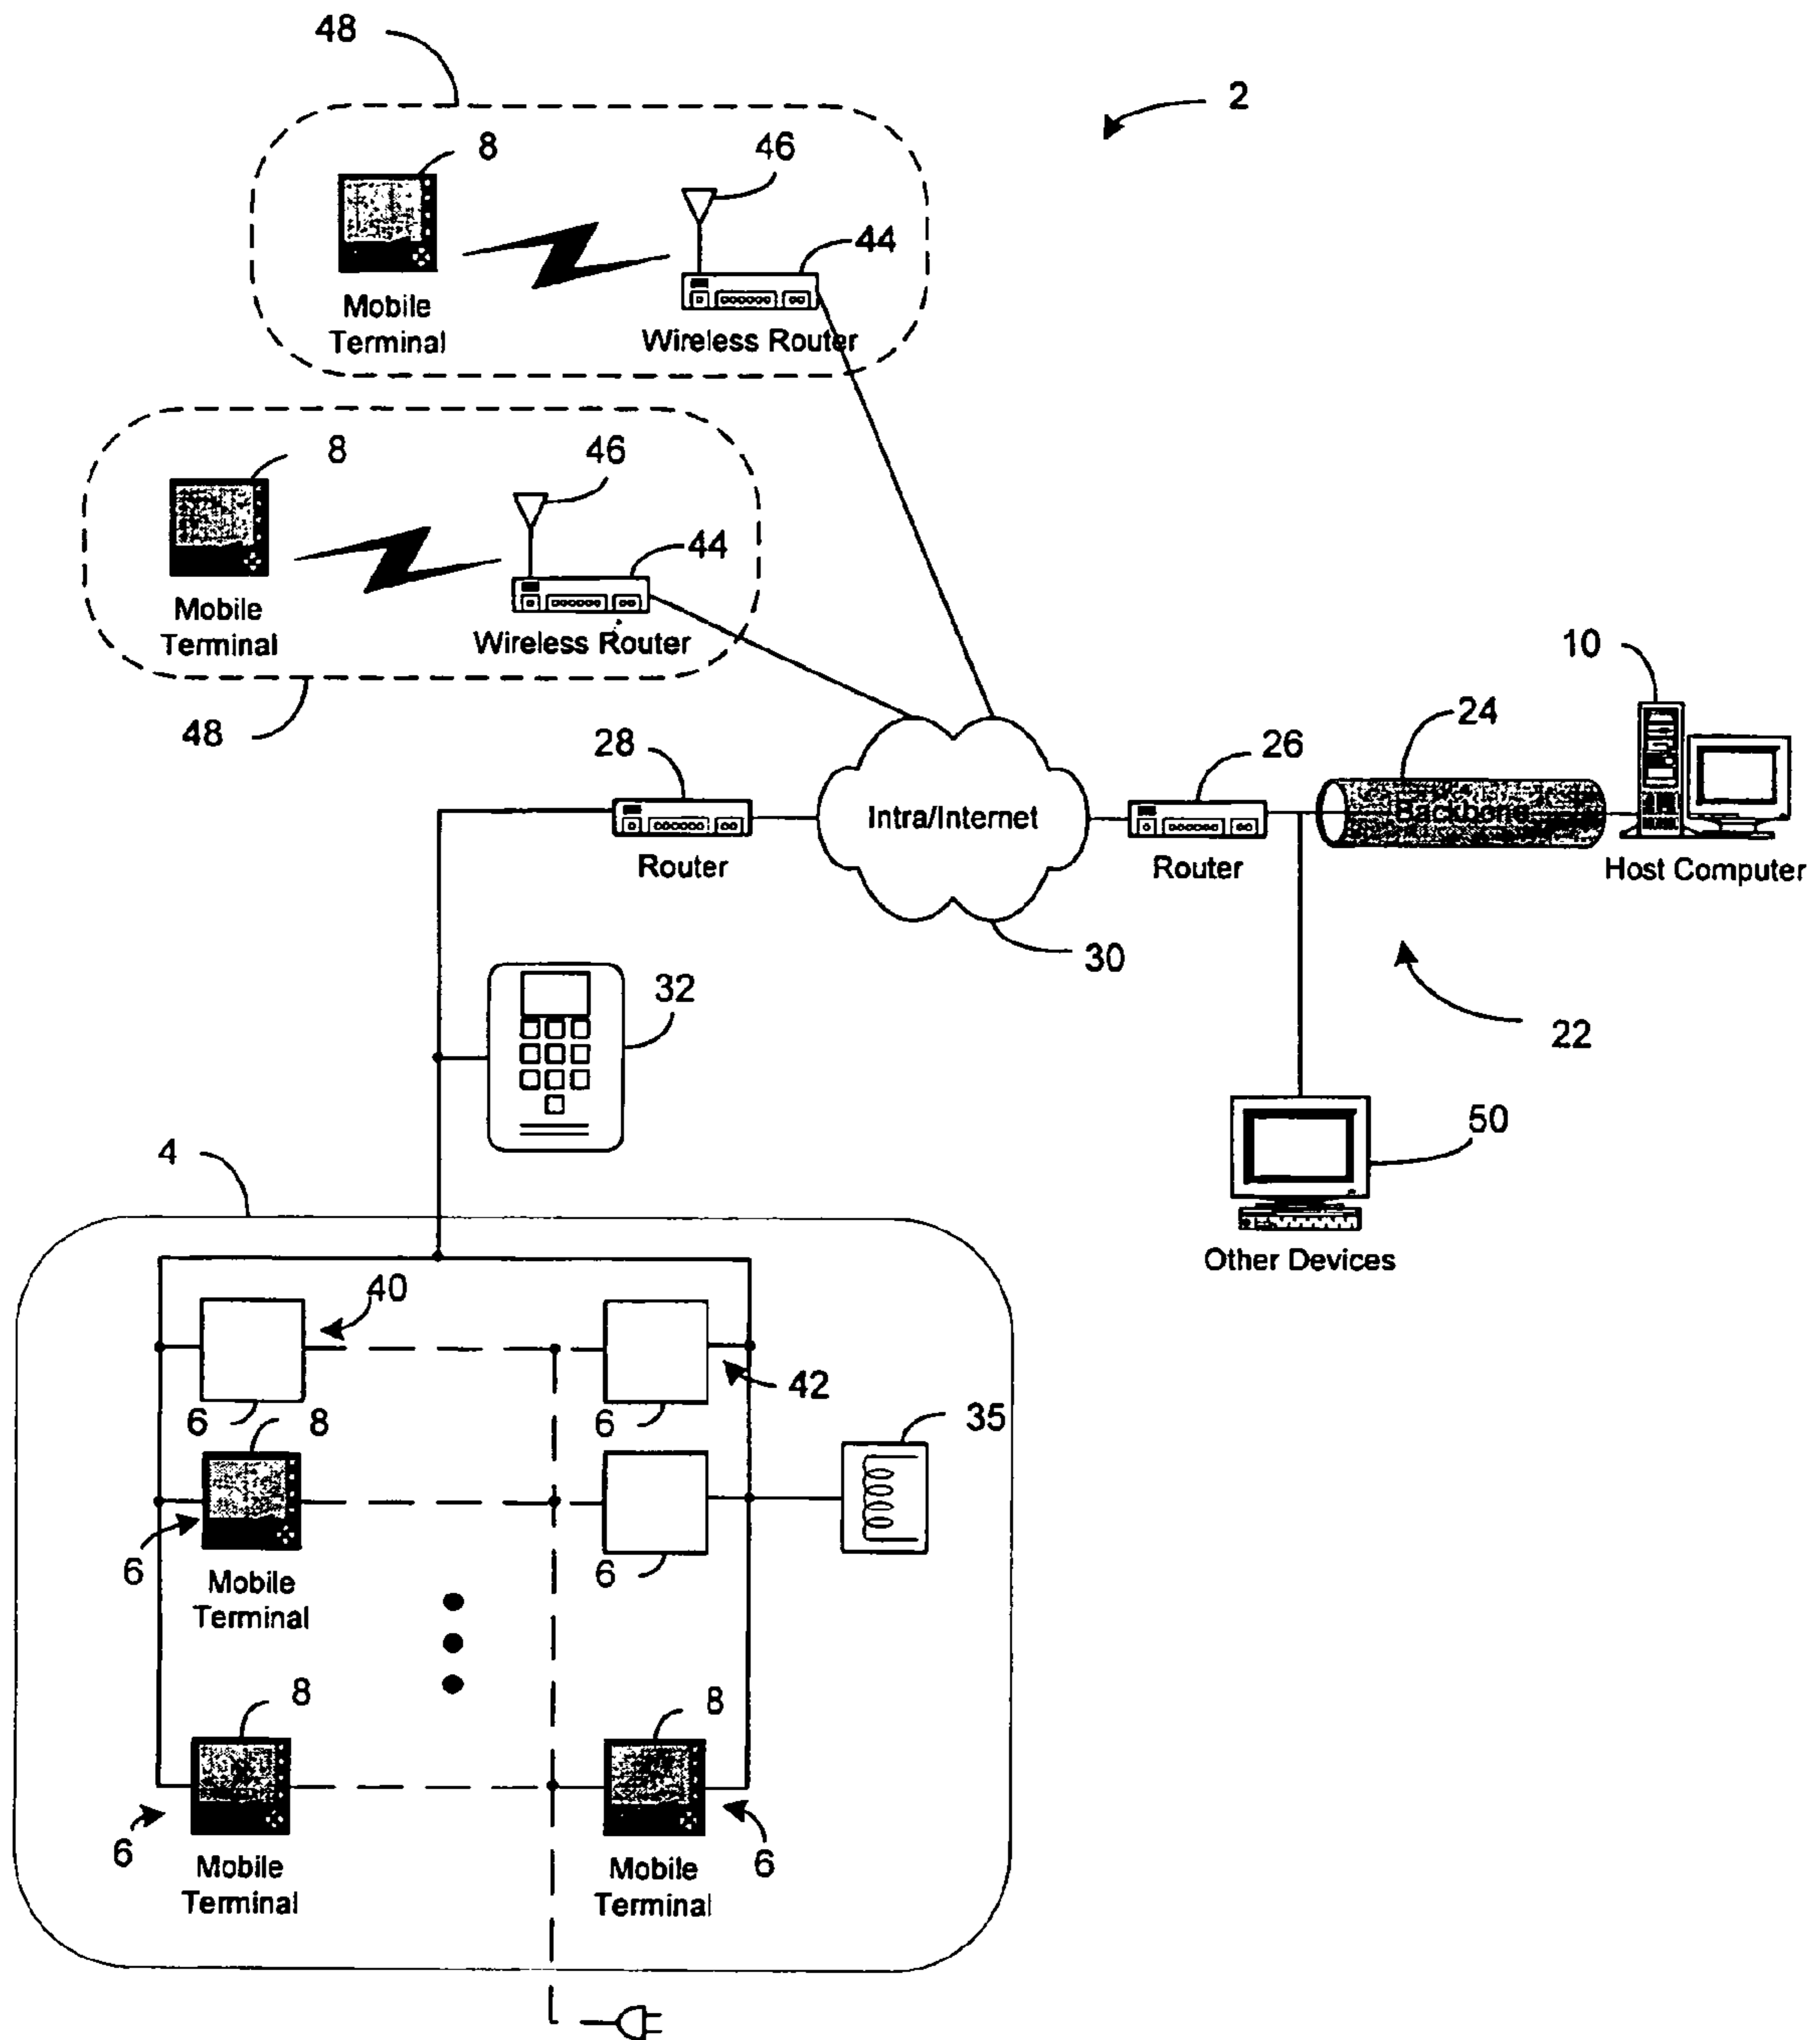 48
2
8
46
44
Mobile
Terminal
Wireless Router
8
46
44
Mobile
Terminal
Wireless Router
48
10
24
28
26
Intra/Internet
Backbone
Router
Router
Host Computer
30
32
22
50
4
Other Devices
40
42
6
8
6
35
6
6
Mobile
Terminal
8
8
6
6
Mobile
Terminal
Mobile
Terminal